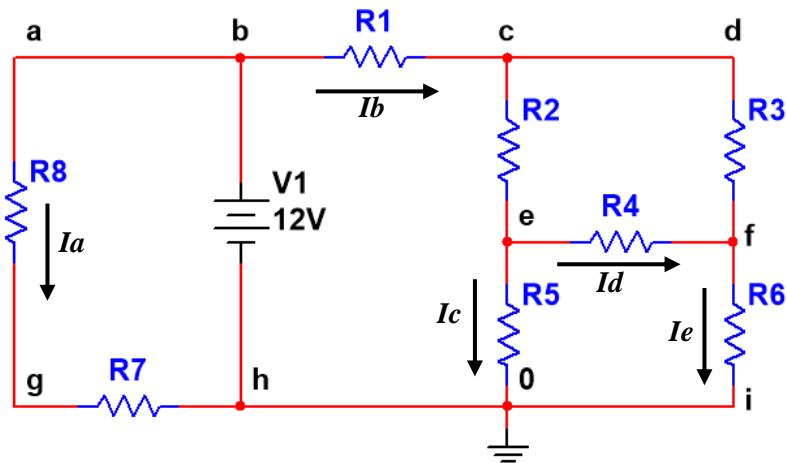 R1
a b c d
Ib
R2 R3
R8 V1
12V
e R4 f
Ia
Id
R5 R6
Ic Ie
R7
g h 0 i